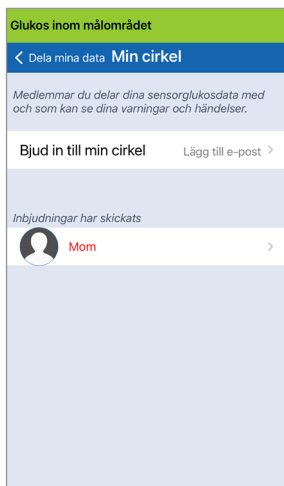 Glukos inom målområdet
Dela mina data Min cirkel
Medlemmar du delar dina sensorglukosdata med
och som kan se dina varningar och händelser.
Bjud in till min cirkel Lägg till e-post
Inbjudningar har skickats
Mom